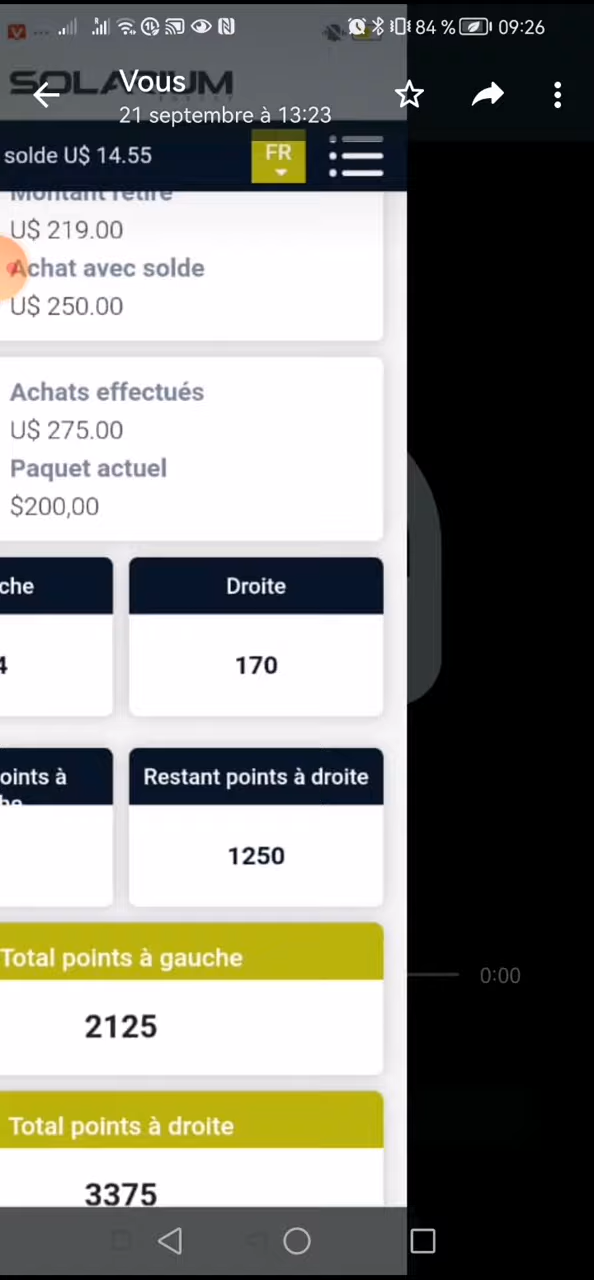 84 % 09:26
SOLARIUM
Vous
21 septembre à 13:23
solde U$ 14.55
FR
Montant retiré
U$ 219.00
Achat avec solde
U$ 250.00
Achats effectués
U$ 275.00
Paquet actuel
$200,00
che
Droite
4
170
oints à
Restant points à droite
1250
Total points à gauche
2125
0:00
Total points à droite
3375